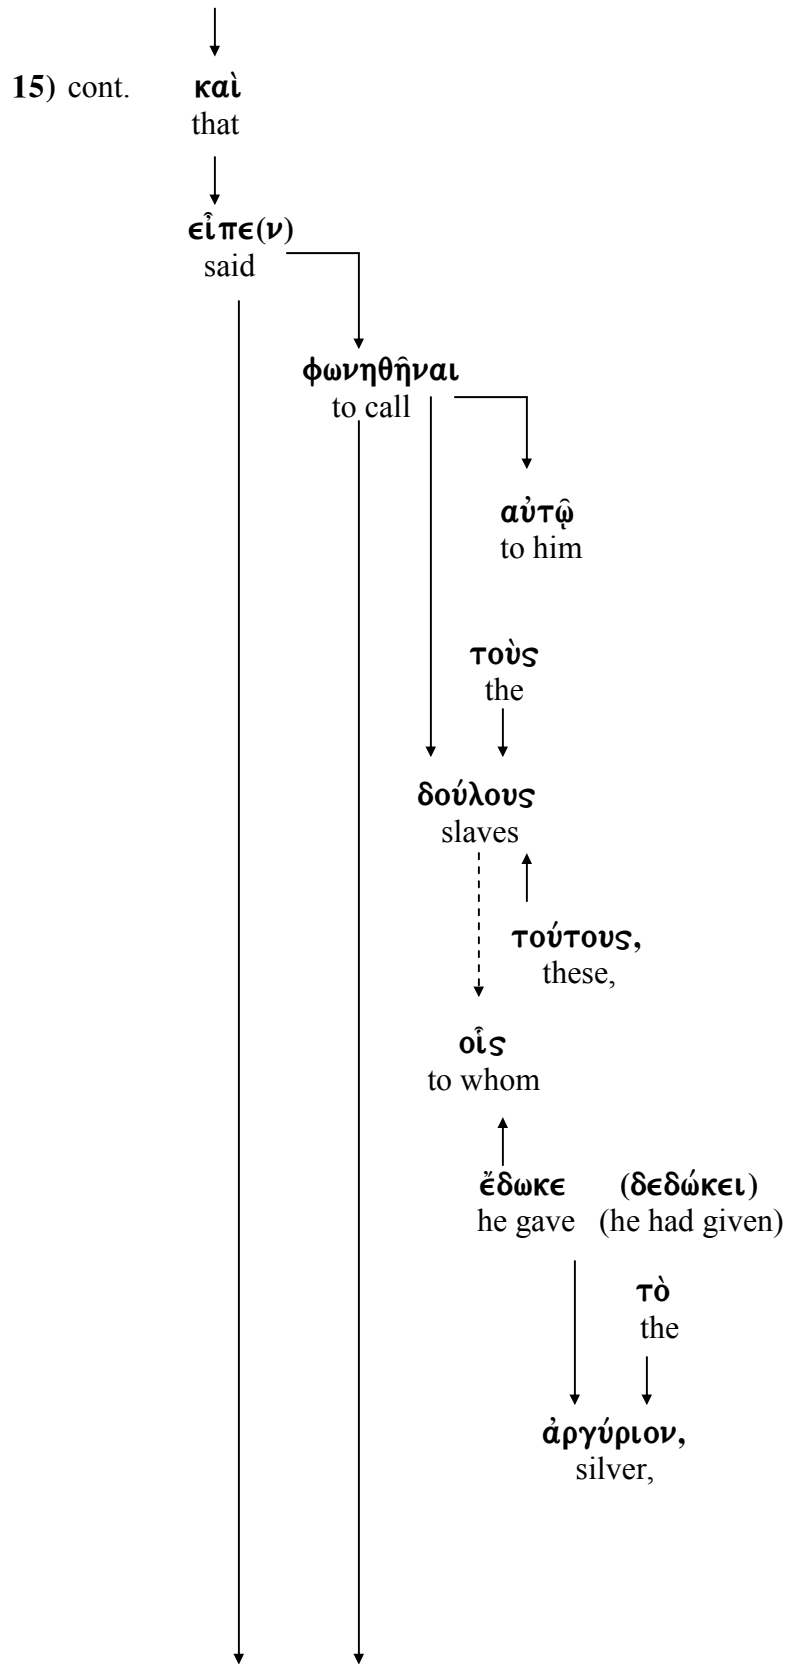 15) cont. καὶ
that
εἶπε(ν)
said
φωνηθῆναι
to call
αὐτῷ
to him
τοὺς
the
δούλους
slaves
τούτους,
these,
οἷς
to whom
ἔδωκε (δεδώκει)
he gave (he had given)
τὸ
the
ἀργύριον,
silver,